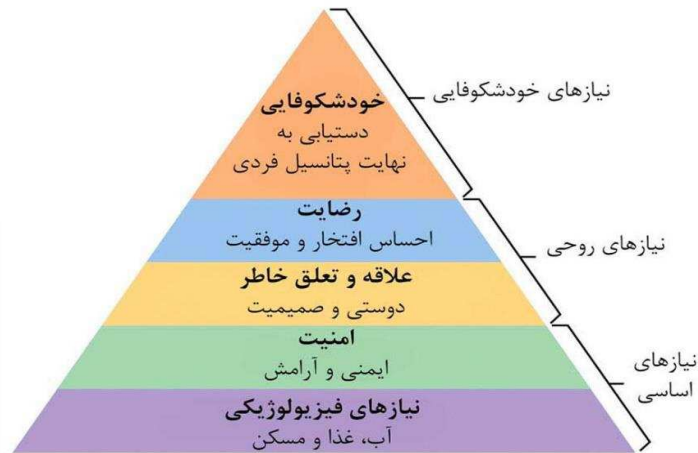 خودشکوفایی
دستیابی به
نهایت پتانسیل فردی
نیازهای خودشکوفایی
رضایت
احساس افتخار و موفقیت
علاقه و تعلق خاطر
دوستی و صمیمیت
نیازهای روحی
امنیت
ایمنی و آرامش
نیازهای فیزیولوژیکی
آب، غذا و مسکن
نیازهای
اساسی